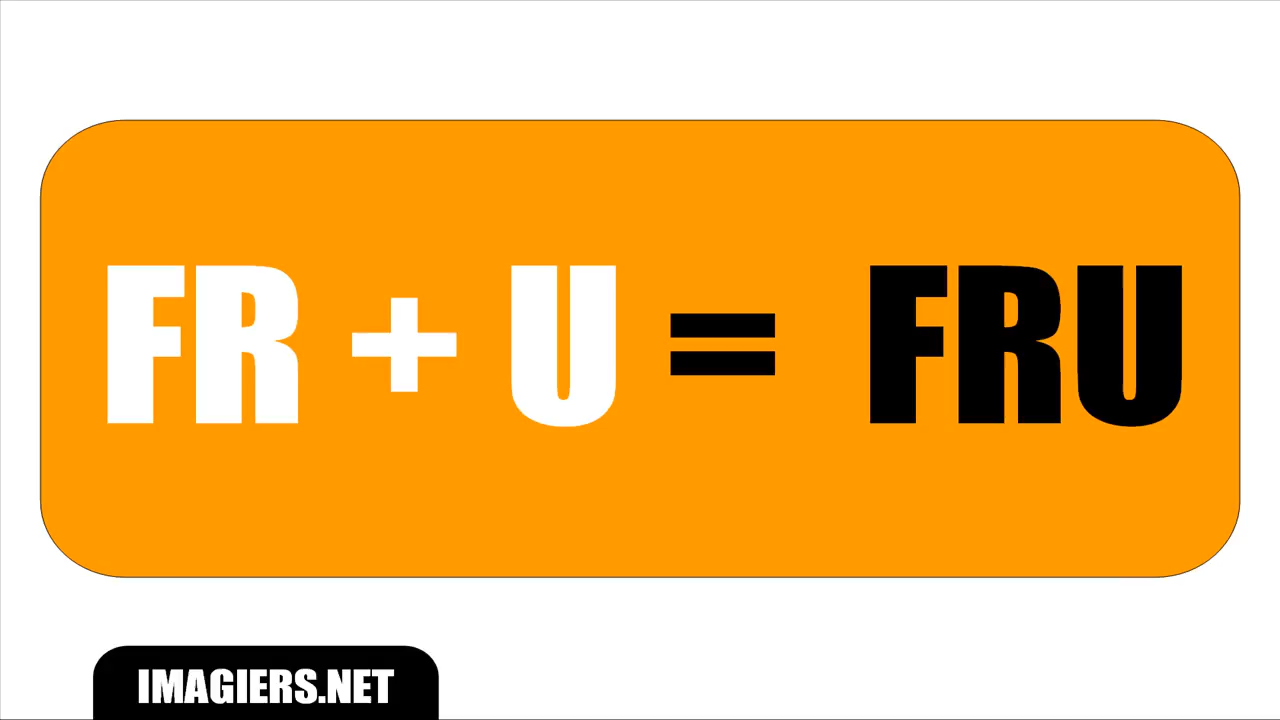 FR + U = FRU
IMAGIERS.NET